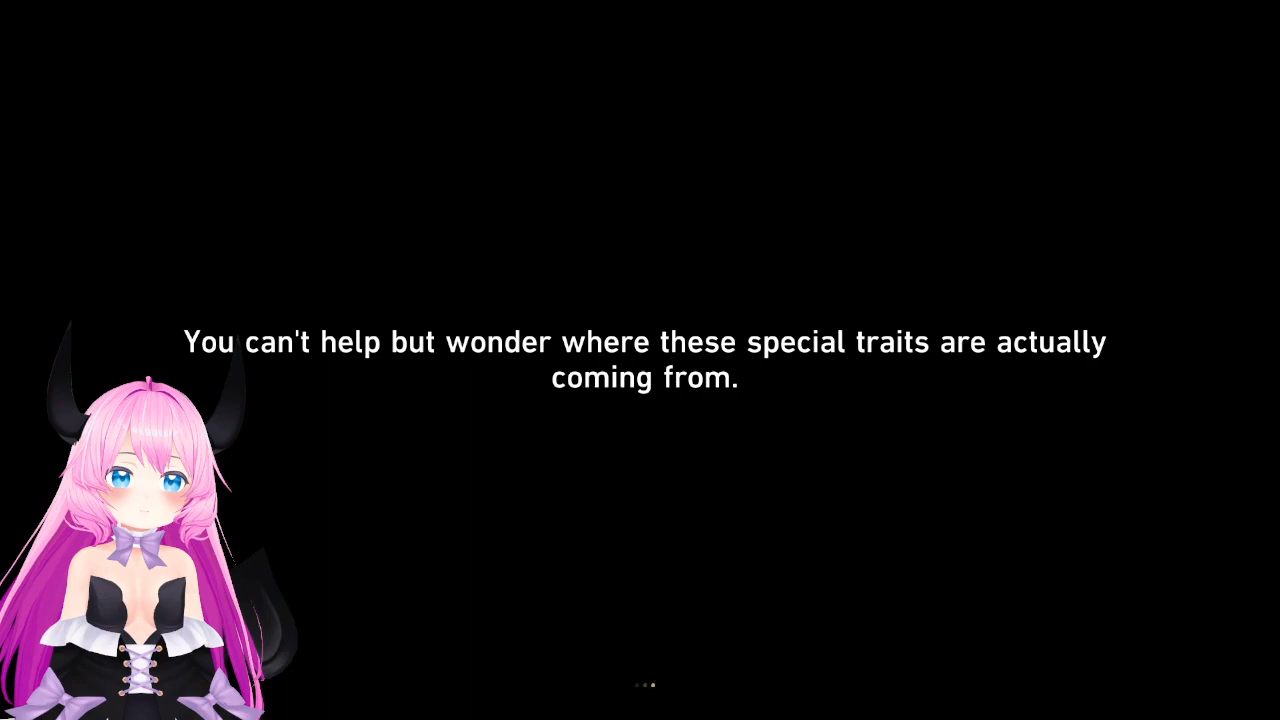 You can't help but wonder where these special traits are actually
coming from.